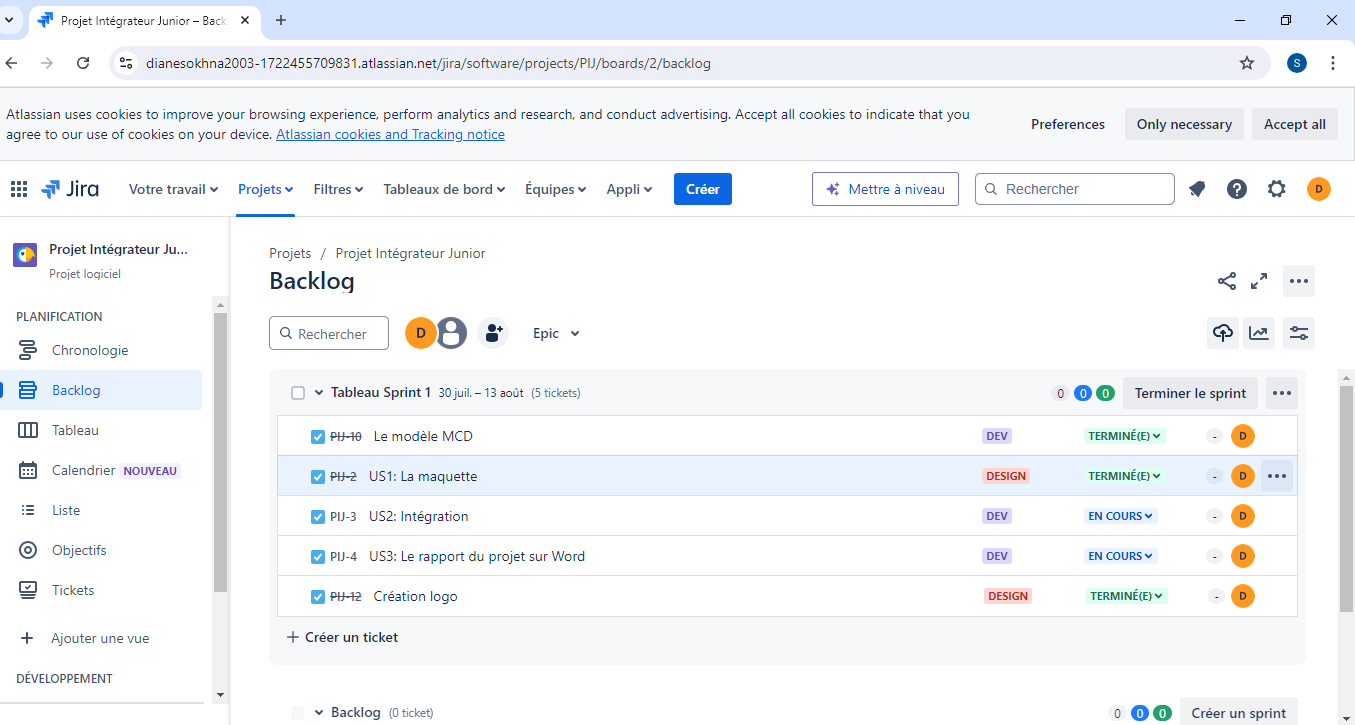 Projet Intégrateur Junior – Back
dianesokhna2003-1722455709831.atlassian.net/jira/software/projects/PIJ/boards/2/backlog
S
Atlassian uses cookies to improve your browsing experience, perform analytics and research, and conduct advertising. Accept all cookies to indicate that you
agree to our use of cookies on your device. Atlassian cookies and Tracking notice
Preferences
Only necessary
Accept all
Jira
Votre travail
Projets
Filtres
Tableaux de bord
Équipes
Appli
Créer
Mettre à niveau
Rechercher
D
Projet Intégrateur Ju...
Projet logiciel
PLANIFICATION
Chronologie
Backlog
Tableau
Calendrier NOUVEAU
Liste
Objectifs
Tickets
Ajouter une vue
DÉVELOPPEMENT
Projets / Projet Intégrateur Junior
Backlog
Rechercher
D
Epic
Tableau Sprint 1 30 juil. – 13 août (5 tickets) 0 0 0 Terminer le sprint
PIJ-10 Le modèle MCD DEV TERMINÉ(E) - D
PIJ-2 US1: La maquette DESIGN TERMINÉ(E) - D
PIJ-3 US2: Intégration DEV EN COURS - D
PIJ-4 US3: Le rapport du projet sur Word DEV EN COURS - D
PIJ-12 Création logo DESIGN TERMINÉ(E) - D
Créer un ticket
Backlog (0 ticket) 0 0 0 Créer un sprint